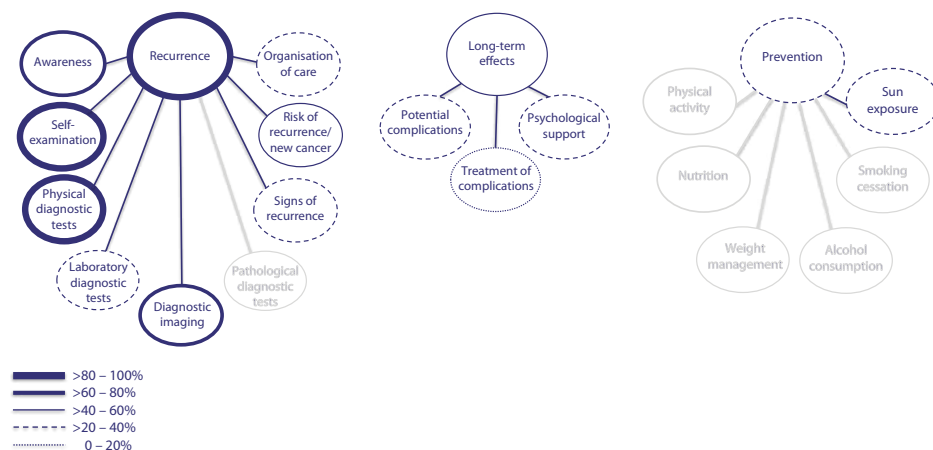 Awareness
Recurrence
Organisation
of care
Self-
examination
Risk of
recurrence/
new cancer
Physical
diagnostic
tests
Signs of
recurrence
Laboratory
diagnostic
tests
Pathological
diagnostic
tests
Diagnostic
imaging
Long-term
effects
Potential
complications
Psychological
support
Treatment of
complications
Prevention
Physical
activity
Sun
exposure
Nutrition
Smoking
cessation
Weight
management
Alcohol
consumption
>80 – 100%
>60 – 80%
>40 – 60%
>20 – 40%
0 – 20%